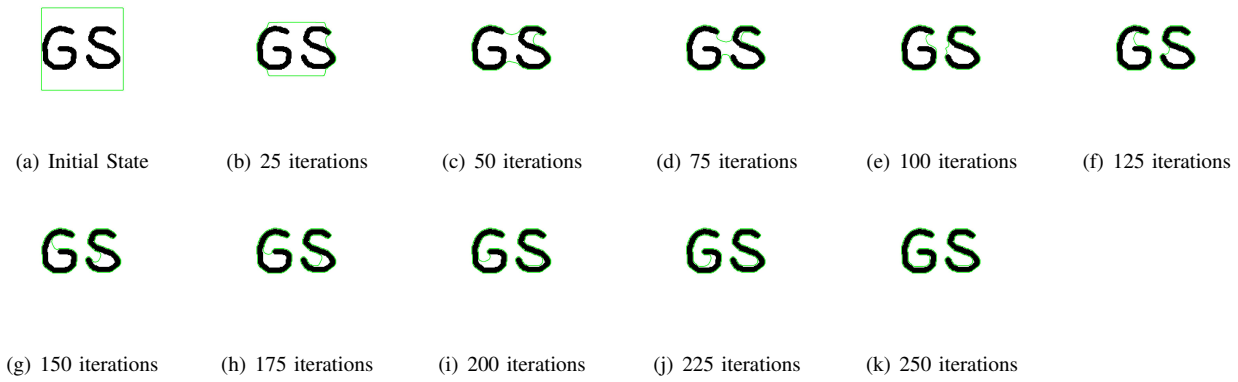 GS GS GS GS GS GS
(a) Initial State (b) 25 iterations (c) 50 iterations (d) 75 iterations (e) 100 iterations (f) 125 iterations
GS GS GS GS GS
(g) 150 iterations (h) 175 iterations (i) 200 iterations (j) 225 iterations (k) 250 iterations